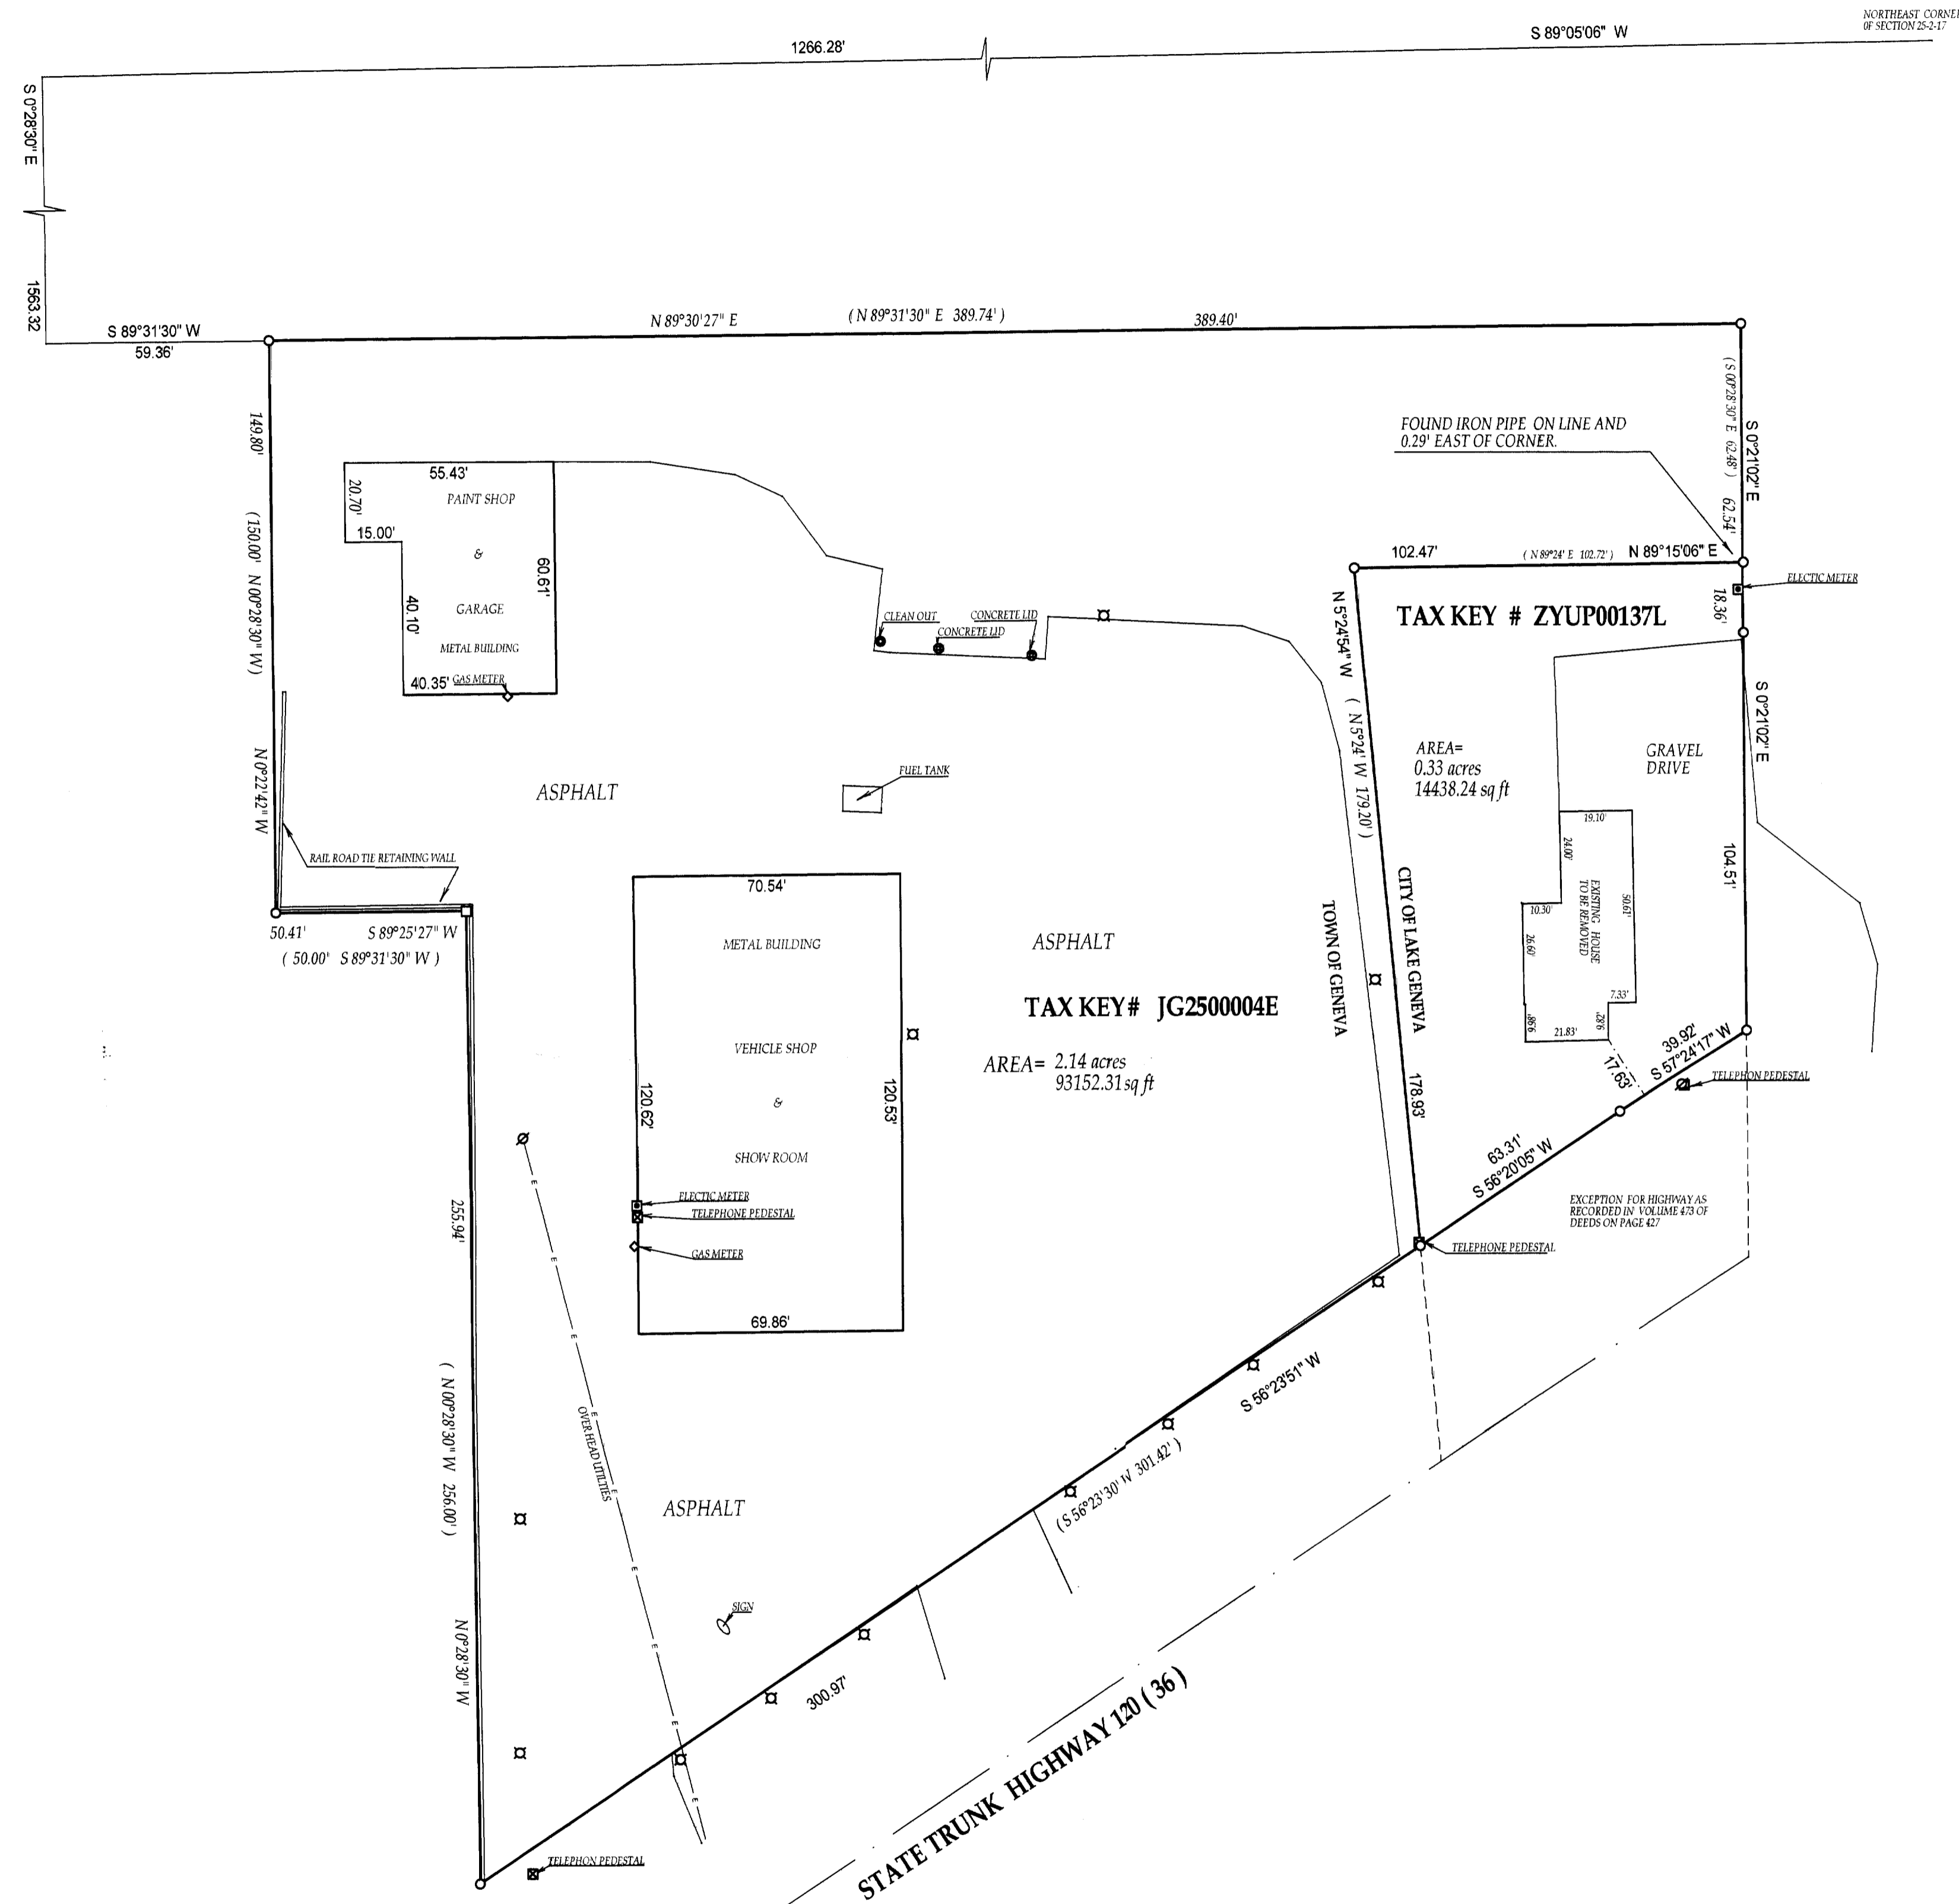 NORTHEAST CORNER
OF SECTION 25-2-17
S 89°05'06" W
1266.28'
S 0°28'30" E
1563.32
S 89°31'30" W
59.36'
N 89°30'27" E
( N 89°31'30" E 389.74' )
389.40'
( S 00°28'30" E 62.48' )
62.54'
S 0°21'02" E
FOUND IRON PIPE ON LINE AND
0.29' EAST OF CORNER.
149.80'
( 150.00' N 00°28'30" W )
N 0°22'42" W
55.43'
20.70'
15.00'
40.10'
60.61'
40.35'
PAINT SHOP
&
GARAGE
METAL BUILDING
GAS METER
CLEAN OUT
CONCRETE LID
CONCRETE LID
102.47'
( N 89°24' E 102.72' )
N 89°15'06" E
ELECTIC METER
18.36'
TAX KEY # ZYUP00137L
N 5°24'54" W
( N 5°24' W 179.20' )
AREA=
0.33 acres
14438.24 sq ft
GRAVEL
DRIVE
S 0°21'02" E
104.51'
ASPHALT
FUEL TANK
RAIL ROAD TIE RETAINING WALL
50.41'
S 89°25'27" W
( 50.00' S 89°31'30" W )
70.54'
METAL BUILDING
VEHICLE SHOP
&
SHOW ROOM
120.62'
120.53'
69.86'
ELECTIC METER
TELEPHONE PEDESTAL
GAS METER
ASPHALT
TAX KEY# JG2500004E
AREA= 2.14 acres
93152.31 sq ft
TOWN OF GENEVA
CITY OF LAKE GENEVA
178.93'
19.10'
24.00'
10.30'
26.60'
50.61'
EXISTING HOUSE
TO BE REMOVED
7.33'
9.82'
9.98'
21.83'
17.63'
39.92'
S 57°24'17" W
TELEPHON PEDESTAL
63.31'
S 56°20'05" W
EXCEPTION FOR HIGHWAY AS
RECORDED IN VOLUME 473 OF
DEEDS ON PAGE 427
TELEPHONE PEDESTAL
255.94'
( N 00°28'30" W 256.00' )
N 0°28'30" W
E
E
E
E
E
E
E
E
E
OVER HEAD UTILTIES
ASPHALT
SIGN
S 56°23'51" W
( S 56°23'30" W 301.42' )
300.97'
STATE TRUNK HIGHWAY 120 ( 36 )
TELEPHON PEDESTAL